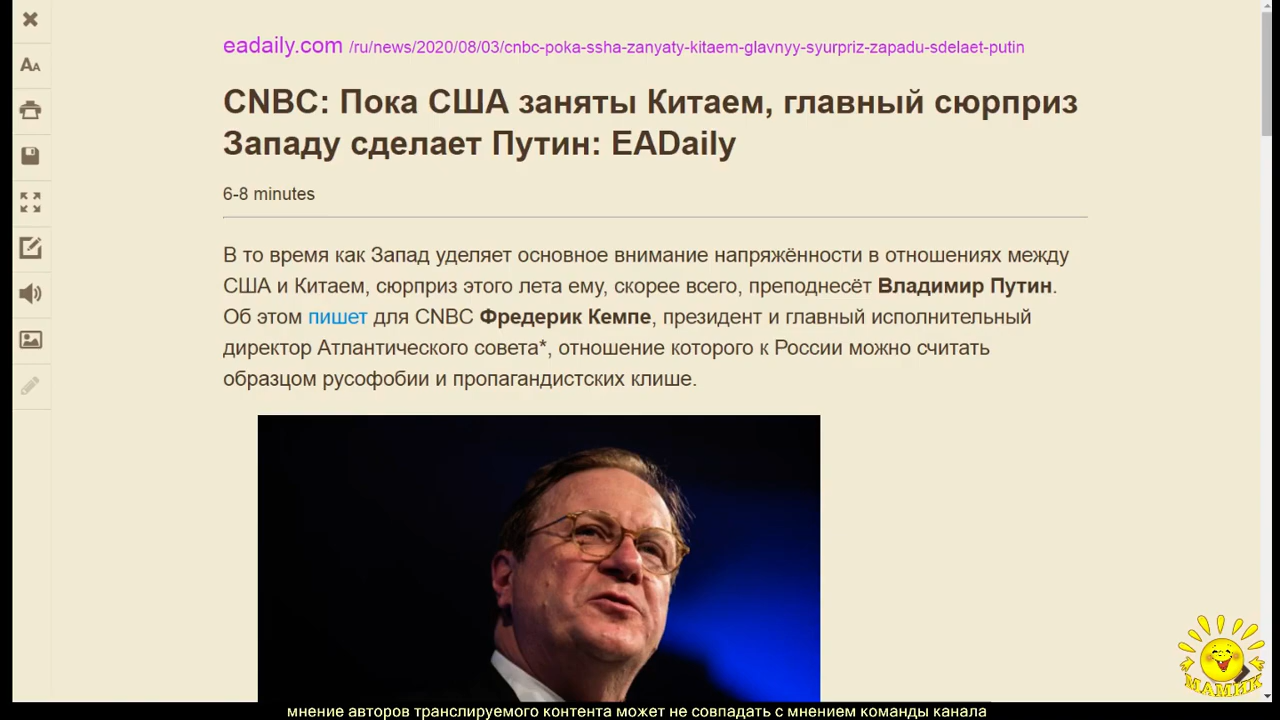 eadaily.com /ru/news/2020/08/03/cnbc-poka-ssha-zanyaty-kitaem-glavnyy-syurpriz-zapadu-sdelaet-putin
CNBC: Пока США заняты Китаем, главный сюрприз
Западу сделает Путин: EADaily
6-8 minutes
В то время как Запад уделяет основное внимание напряжённости в отношениях между
США и Китаем, сюрприз этого лета ему, скорее всего, преподнесёт Владимир Путин.
Об этом пишет для CNBC Фредерик Кемпе, президент и главный исполнительный
директор Атлантического совета*, отношение которого к России можно считать
образцом русофобии и пропагандистских клише.
МАМИК
мнение авторов транслируемого контента может не совпадать с мнением команды канала